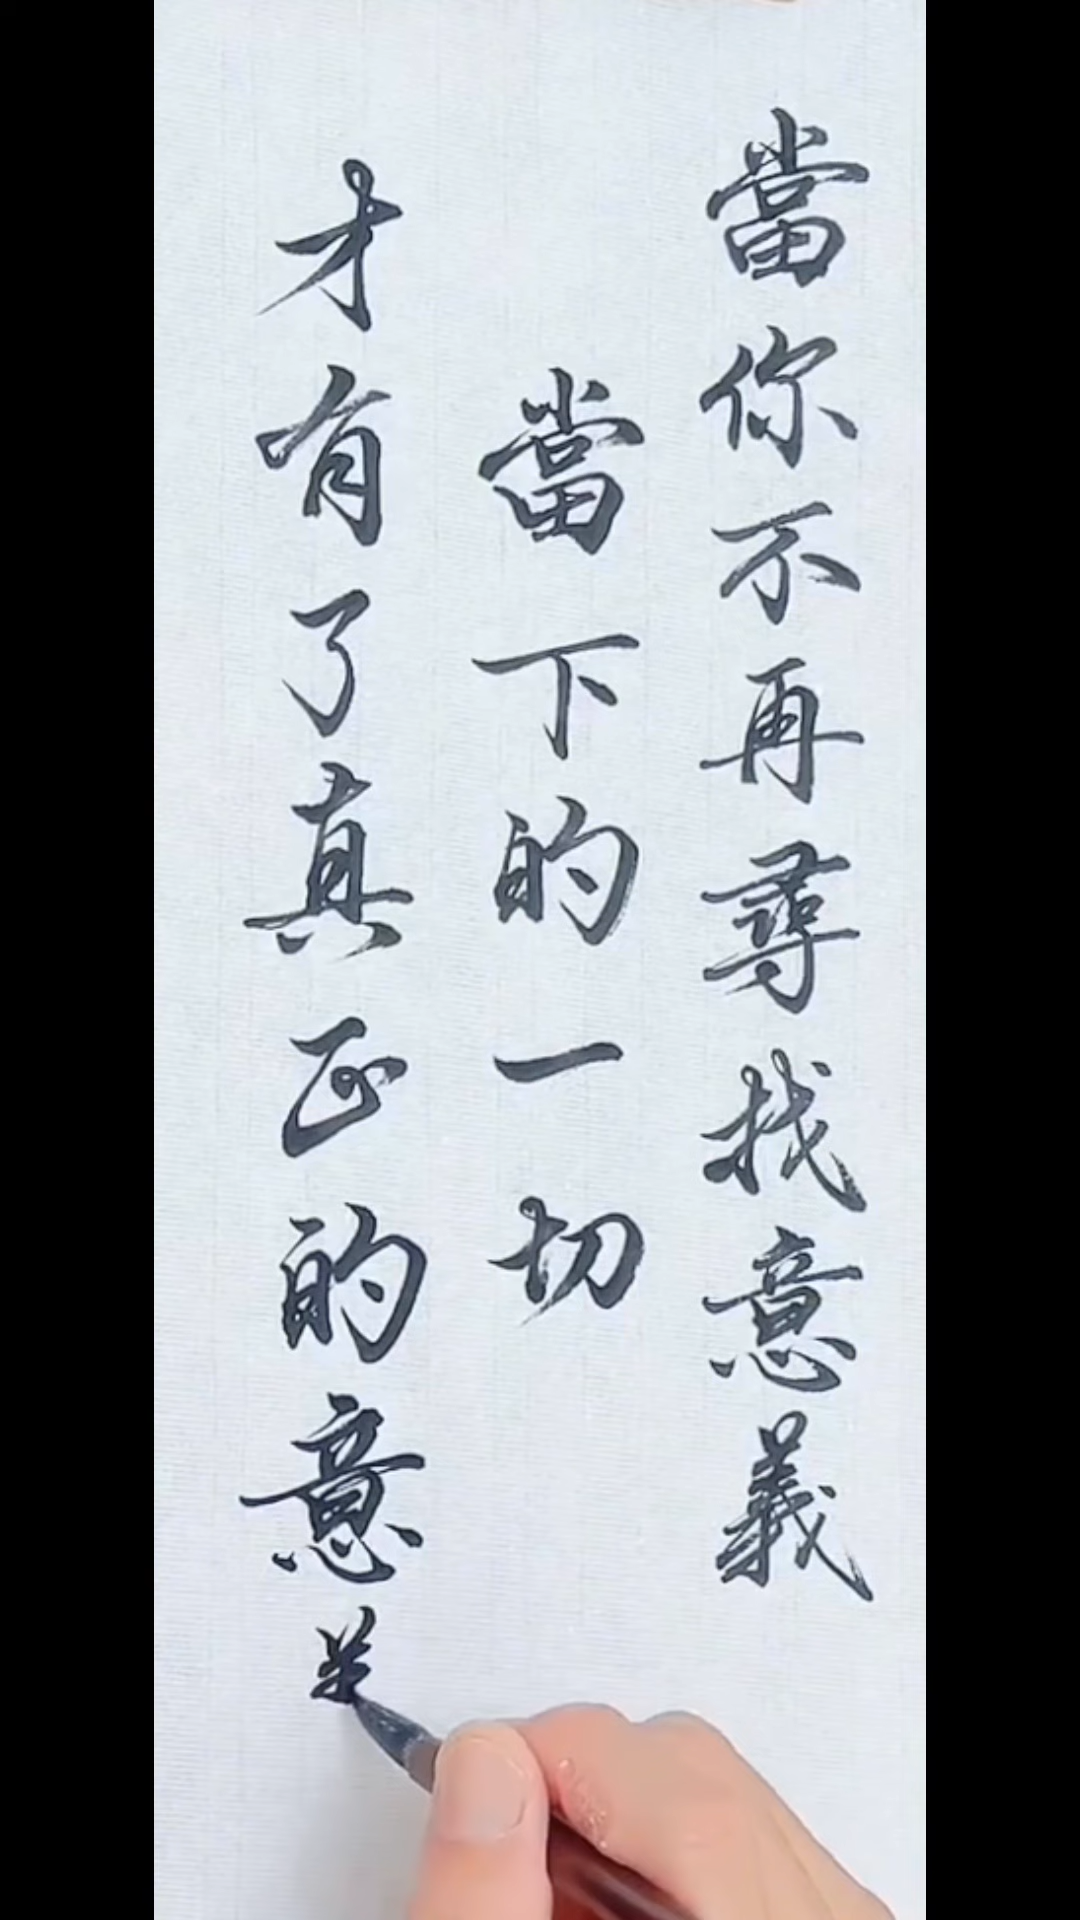 當你不再尋找意義
當下的一切
才有了真正的意